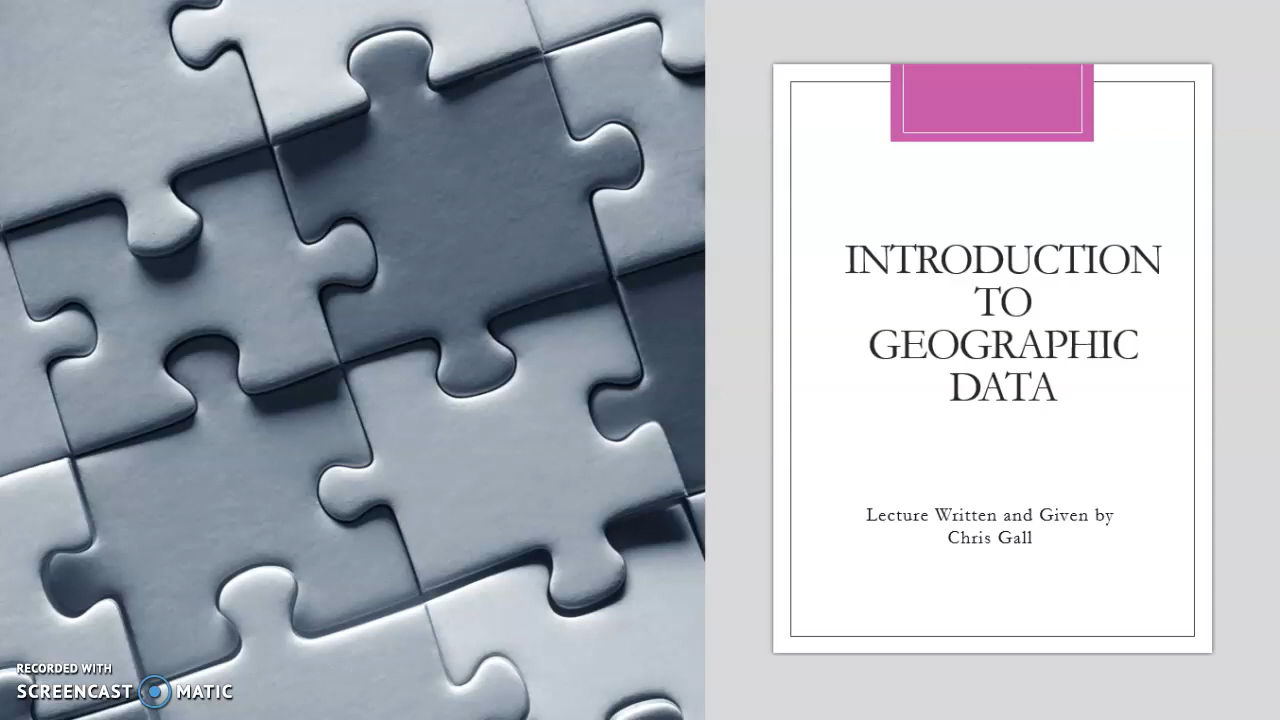 INTRODUCTION
TO
GEOGRAPHIC
DATA
Lecture Written and Given by
Chris Gall
RECORDED WITH
SCREENCAST MATIC